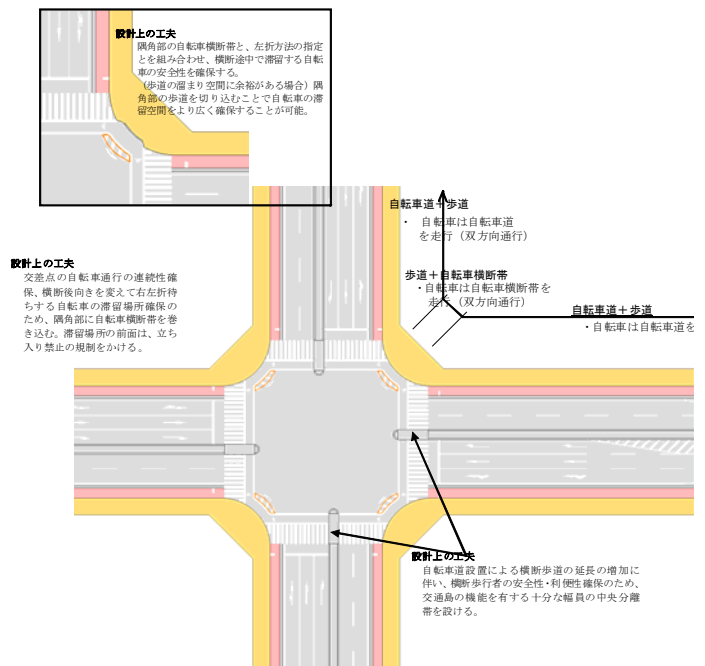 設計上の工夫
隅角部の自転車横断帯と、左折方法の指定
とを組み合わせ、横断途中で滞留する自転
車の安全性を確保する。
（歩道の溜まり空間に余裕がある場合）隅
角部の歩道を切り込むことで自転車の滞
留空間をより広く確保することが可能。
自転車道＋歩道
・ 自転車は自転車道
を走行（双方向通行）
設計上の工夫
交差点の自転車通行の連続性確
保、横断後向きを変えて右左折待
ちする自転車の滞留場所確保の
ため、隅角部に自転車横断帯を巻
き込む。滞留場所の前面は、立ち
入り禁止の規制をかける。
歩道＋自転車横断帯
・自転車は自転車横断帯を
走行（双方向通行）
自転車道＋歩道
・自転車は自転車道を
設計上の工夫
自転車道設置による横断歩道の延長の増加に
伴い、横断歩行者の安全性・利便性確保のため、
交通島の機能を有する十分な幅員の中央分離
帯を設ける。